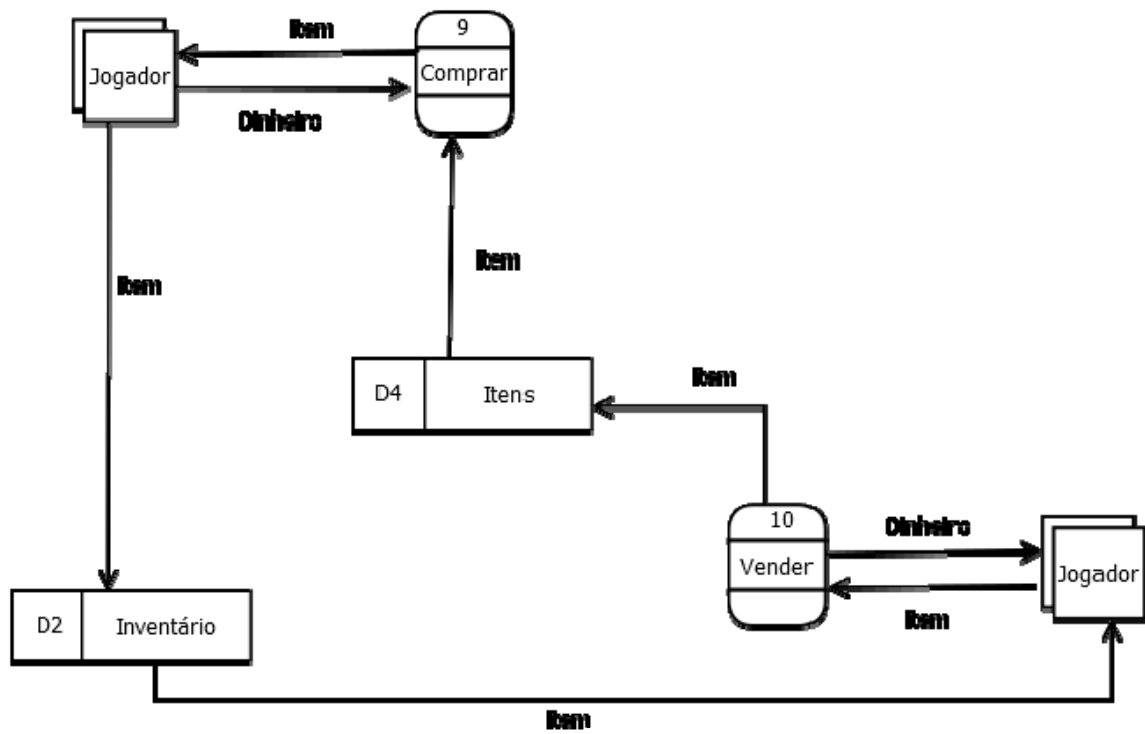 Item
9
Jogador
Comprar
Dinheiro
Item
Item
D4
Itens
Item
10
Dinheiro
Vender
Jogador
Item
D2
Inventário
Item